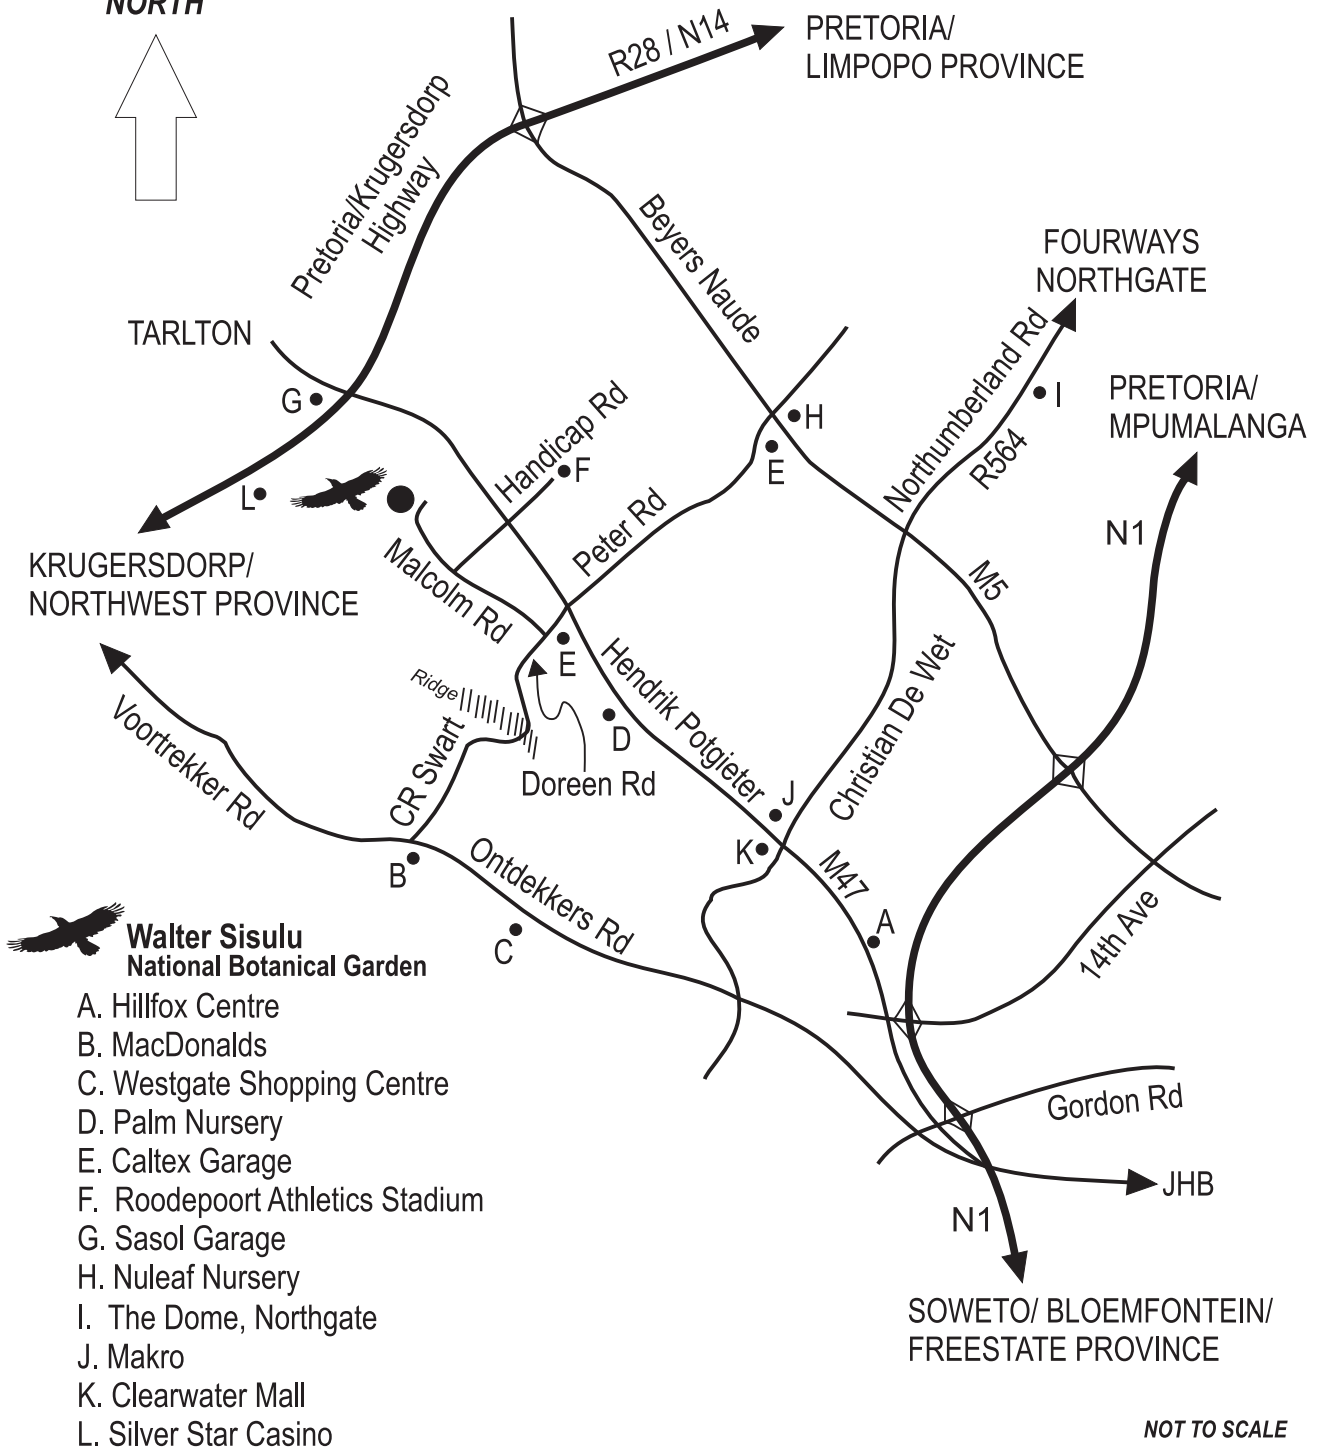 NORTH
R28 / N14
PRETORIA/
LIMPOPO PROVINCE
Pretoria/Krugersdorp
Highway
Beyers Naude
FOURWAYS
NORTHGATE
TARLTON
Northumberland Rd
R564
I
PRETORIA/
MPUMALANGA
G
Handicap Rd
H
E
F
L
Peter Rd
N1
KRUGERSDORP/
NORTHWEST PROVINCE
Malcolm Rd
M5
E
Ridge
Hendrik Potgieter
Christian De Wet
Voortrekker Rd
CR Swart
D
Doreen Rd
J
K
B
Ontdekkers Rd
M47
A
C
14th Ave
Walter Sisulu
National Botanical Garden
A. Hillfox Centre
B. MacDonalds
C. Westgate Shopping Centre
D. Palm Nursery
E. Caltex Garage
F. Roodepoort Athletics Stadium
G. Sasol Garage
H. Nuleaf Nursery
I. The Dome, Northgate
J. Makro
K. Clearwater Mall
L. Silver Star Casino
Gordon Rd
JHB
N1
SOWETO/ BLOEMFONTEIN/
FREESTATE PROVINCE
NOT TO SCALE